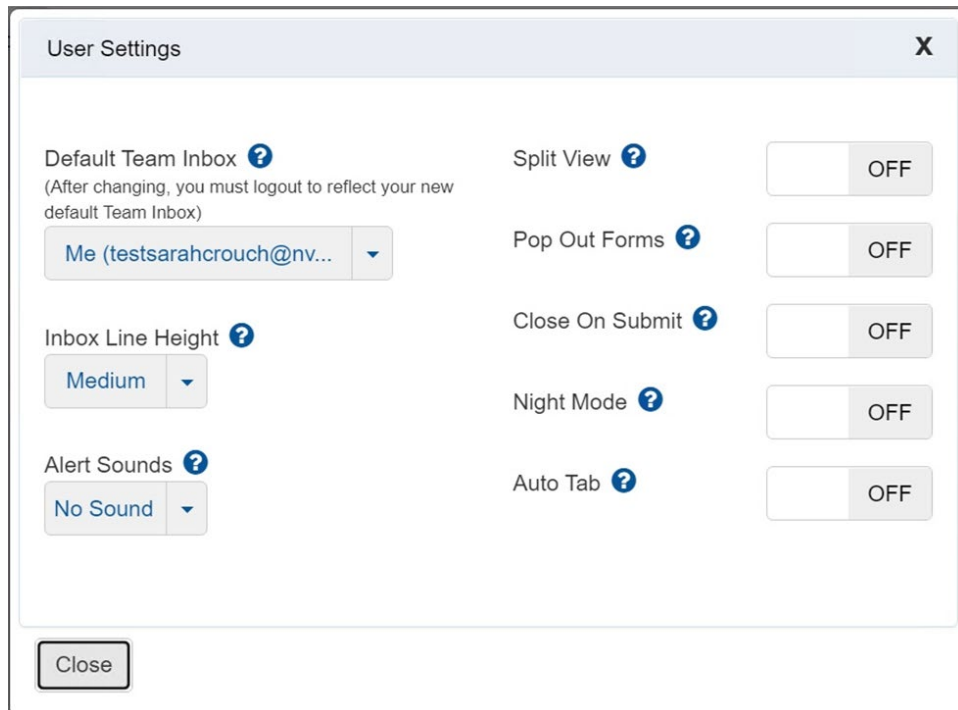 User Settings
X
Default Team Inbox ?
(After changing, you must logout to reflect your new
default Team Inbox)
Me (testsarahcrouch@nv...
Inbox Line Height ?
Medium
Alert Sounds ?
No Sound
Split View ?
OFF
Pop Out Forms ?
OFF
Close On Submit ?
OFF
Night Mode ?
OFF
Auto Tab ?
OFF
Close